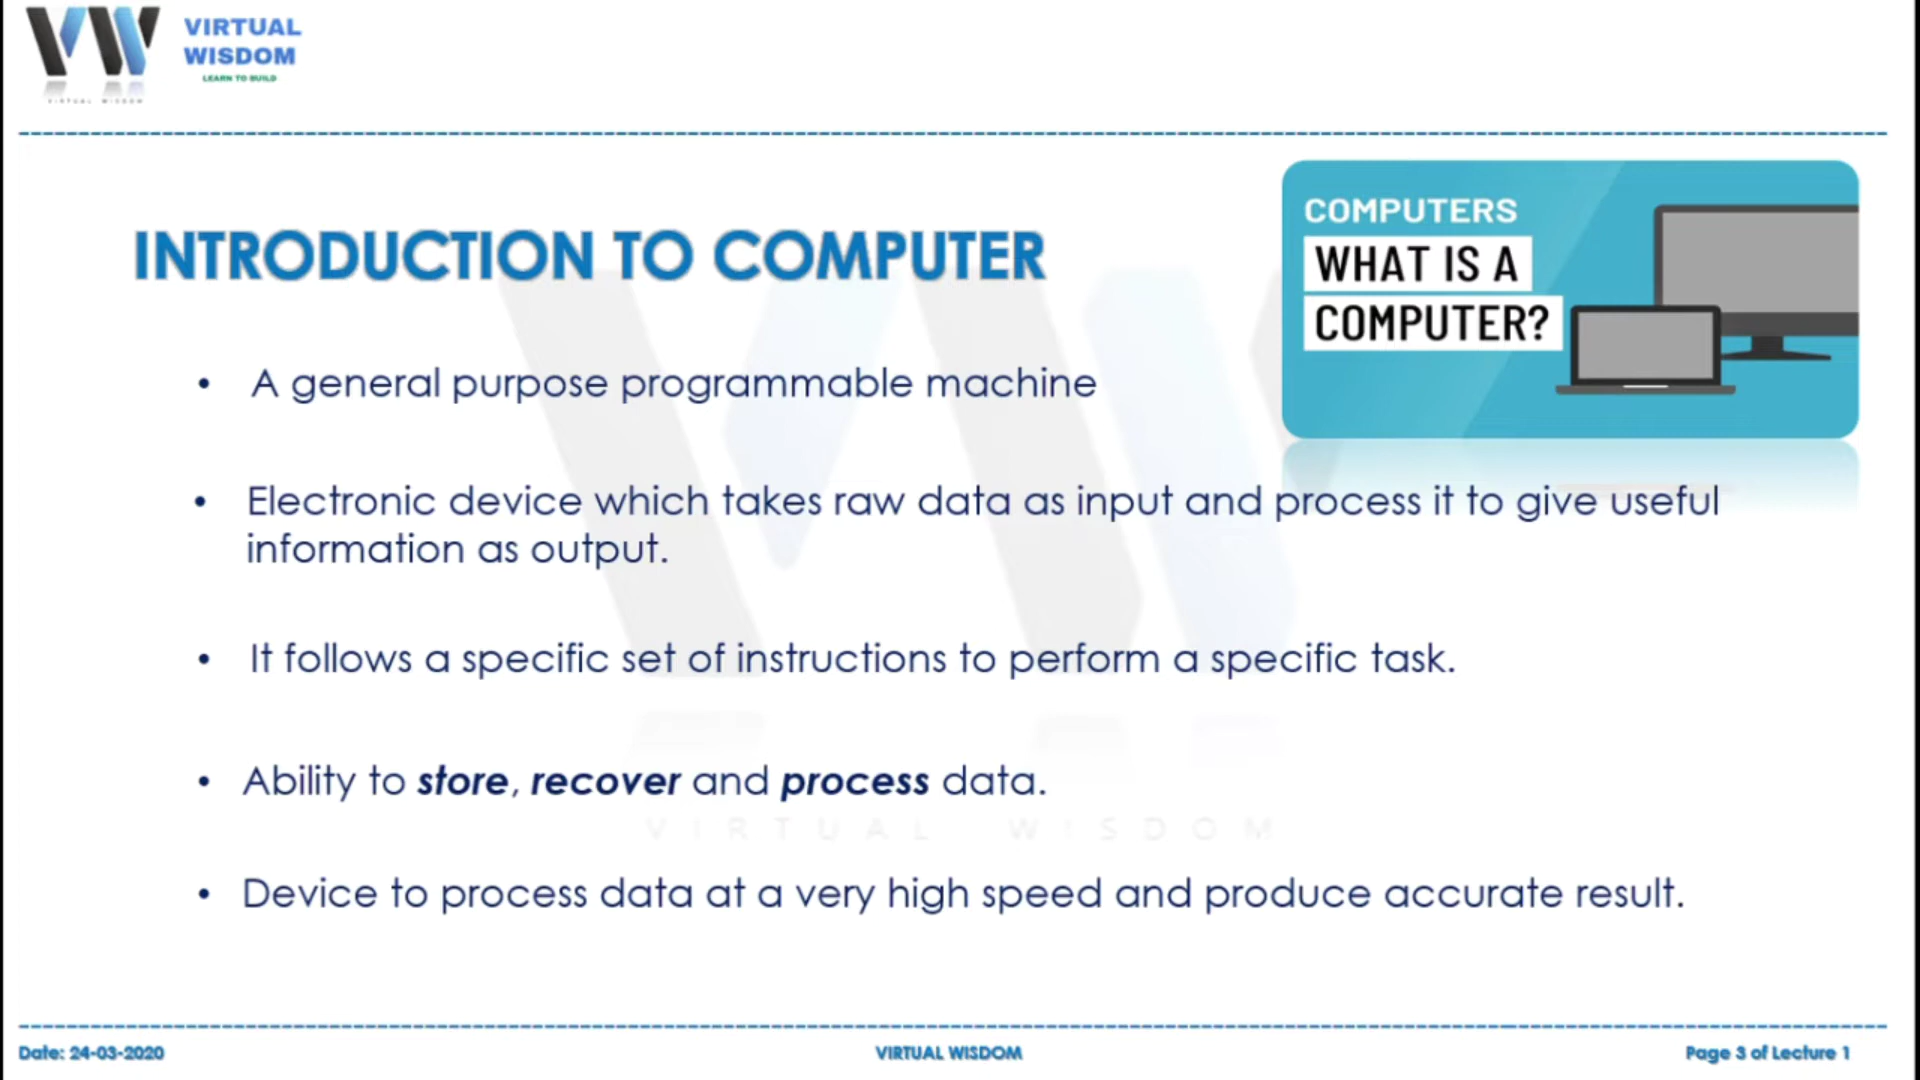 VIRTUAL
WISDOM
LEARN TO BUILD
VIRTUAL WISDOM
COMPUTERS
WHAT IS A
COMPUTER?
INTRODUCTION TO COMPUTER
• A general purpose programmable machine
• Electronic device which takes raw data as input and process it to give useful
information as output.
• It follows a specific set of instructions to perform a specific task.
• Ability to store, recover and process data.
VIRTUAL WISDOM
• Device to process data at a very high speed and produce accurate result.
Date: 24-03-2020
VIRTUAL WISDOM
Page 3 of Lecture 1